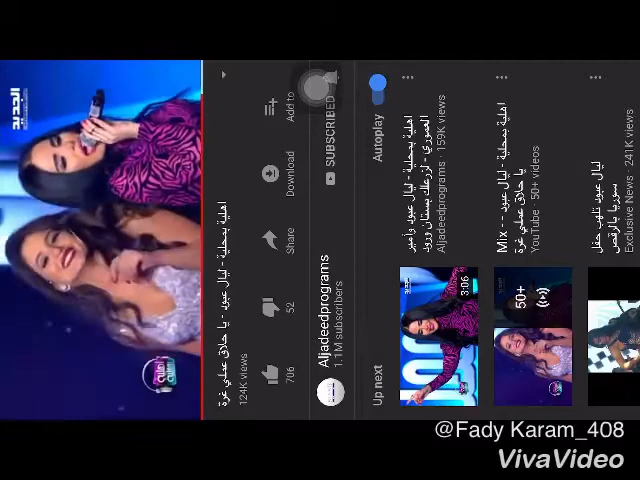 الجديد
اهلية بمحلية - ليال عبود - يا حلاق عملي غرة
124K views
706
52
Share
Download
Add to
Aljadeedprograms
1.1M subscribers
SUBSCRIBED
Up next
Autoplay
3:06
اهلية بمحلية - ليال عبود وأمير
العموري - لزرعلك بستان ورود
Aljadeedprograms · 159K views
50+
Mix - اهلية بمحلية - ليال عبود -
يا حلاق عملي غرة
YouTube · 50+ videos
ليال عبود تلهب حفل
سوريا بالرقص
Exclusive News · 241K views
@Fady Karam_408
VivaVideo